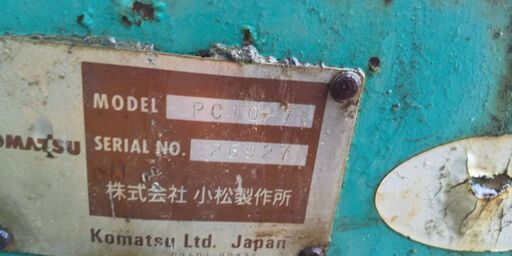 MODEL PC10-7
OMATSU SERIAL NO. 26927
株式会社 小松製作所
Komatsu Ltd. Japan